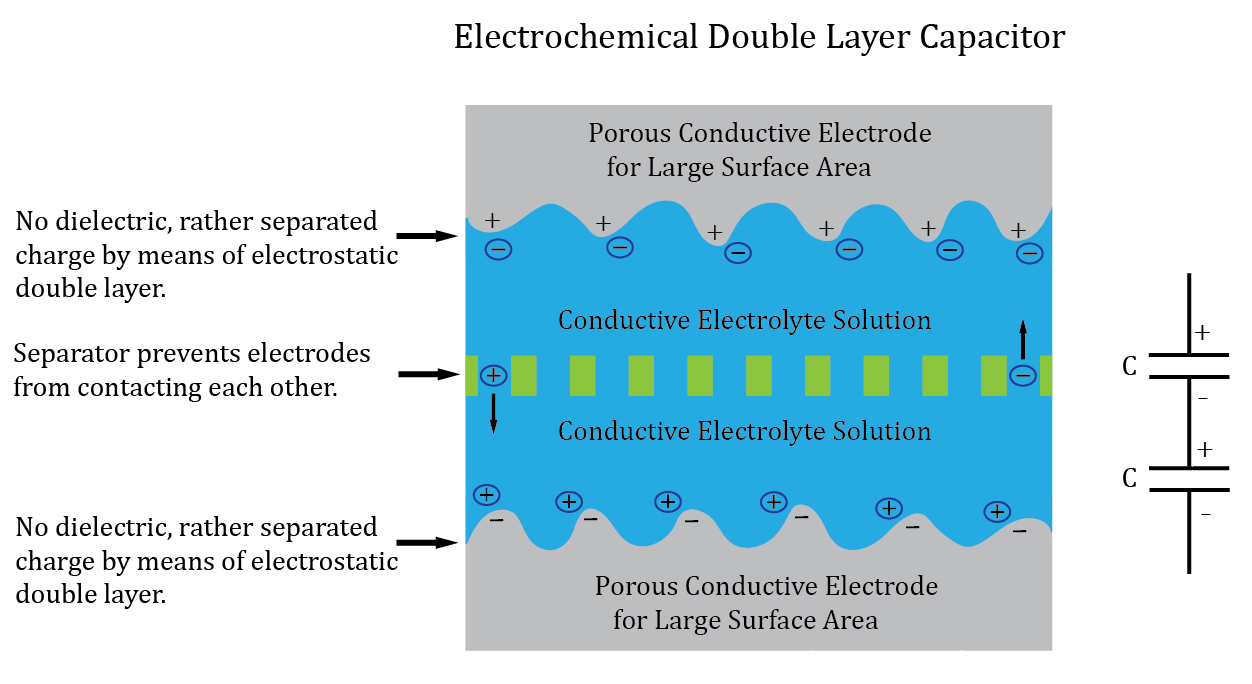 Electrochemical Double Layer Capacitor
Porous Conductive Electrode
for Large Surface Area
No dielectric, rather separated
charge by means of electrostatic
double layer.
+ + + + + +
− − − − − −
Conductive Electrolyte Solution
Separator prevents electrodes
from contacting each other.
+ −
Conductive Electrolyte Solution
+ + + + + +
− − − − − −
No dielectric, rather separated
charge by means of electrostatic
double layer.
Porous Conductive Electrode
for Large Surface Area
+
C
−
+
C
−